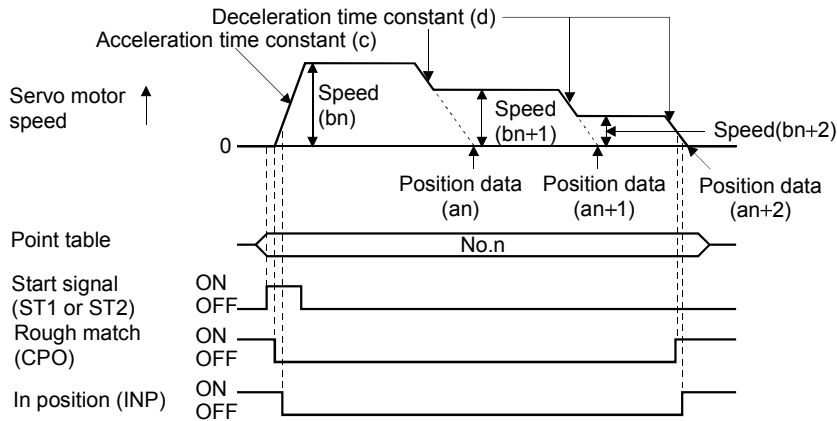 Deceleration time constant (d)
Acceleration time constant (c)
Servo motor
speed
0
Speed
(bn)
Speed
(bn+1)
Speed(bn+2)
Position data
(an)
Position data
(an+1)
Position data
(an+2)
Point table
No.n
Start signal
(ST1 or ST2)
ON
OFF
Rough match
(CPO)
ON
OFF
In position (INP)
ON
OFF